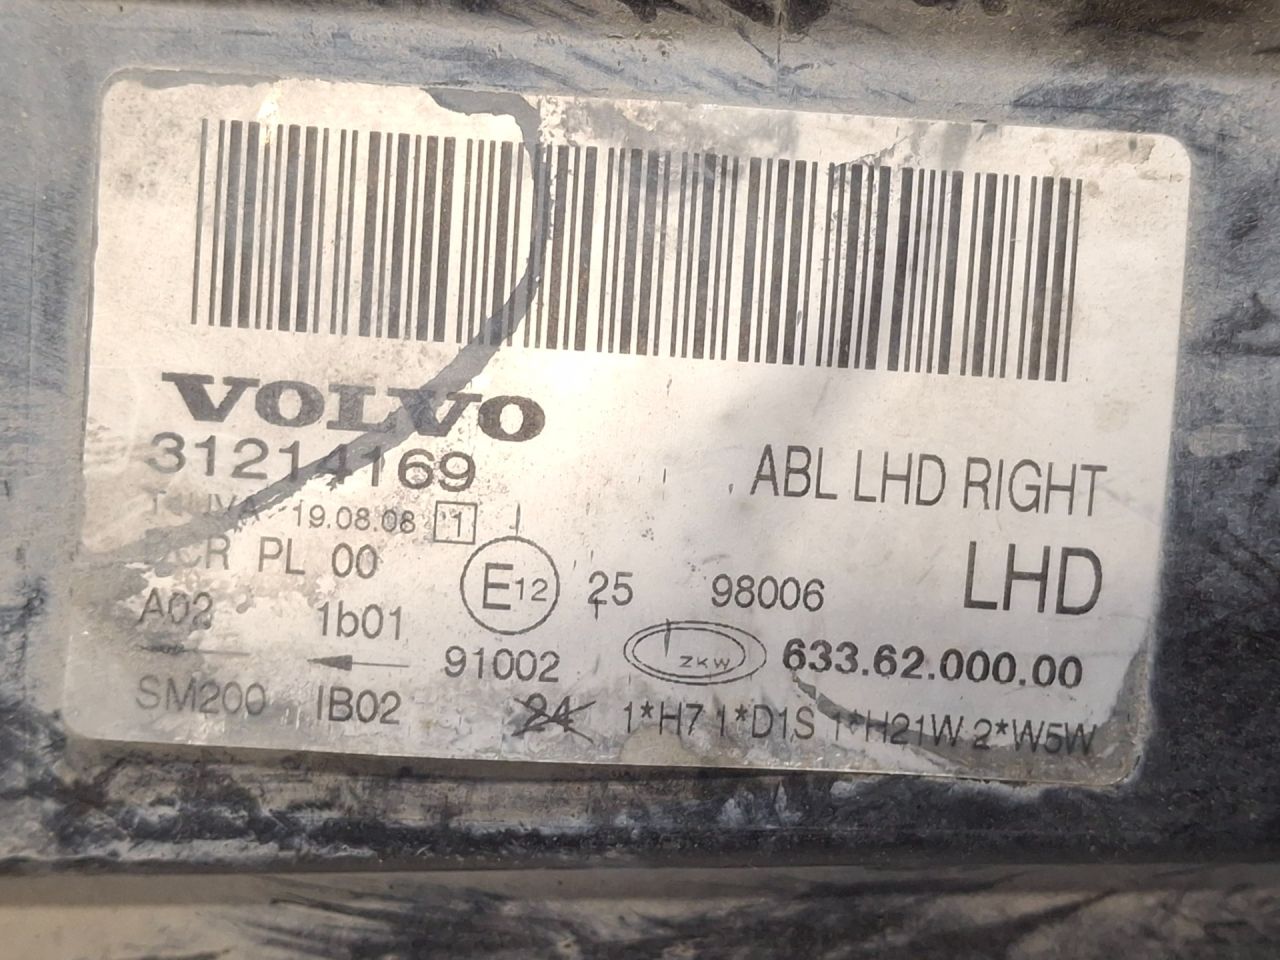 VOLVO
31214169
ABL LHD RIGHT
19.08.08 1
PL 00
E12 25 98006 LHD
A02 1b01
91002 ZKW 633.62.000.00
SM200 IB02 24 1*H7 1*D1S 1*H21W 2*W5W